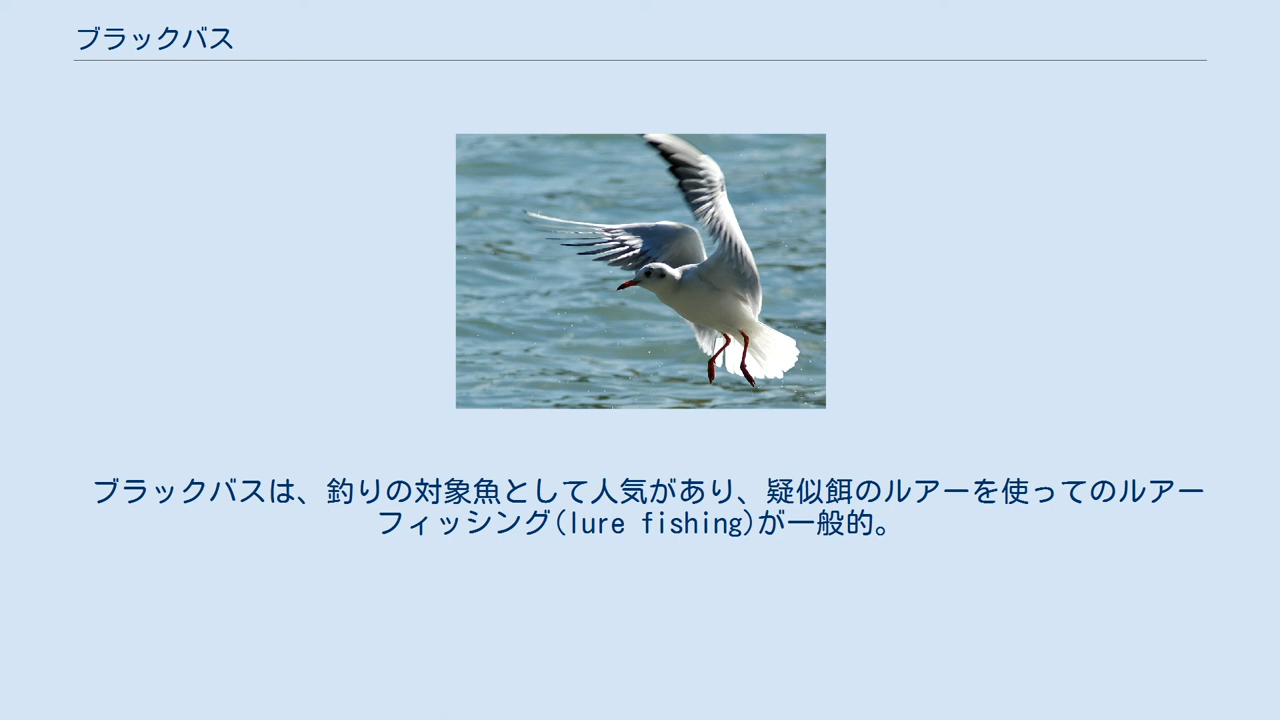 ブラックバス
ブラックバスは、釣りの対象魚として人気があり、疑似餌のルアーを使ってのルアー
フィッシング(lure fishing)が一般的。